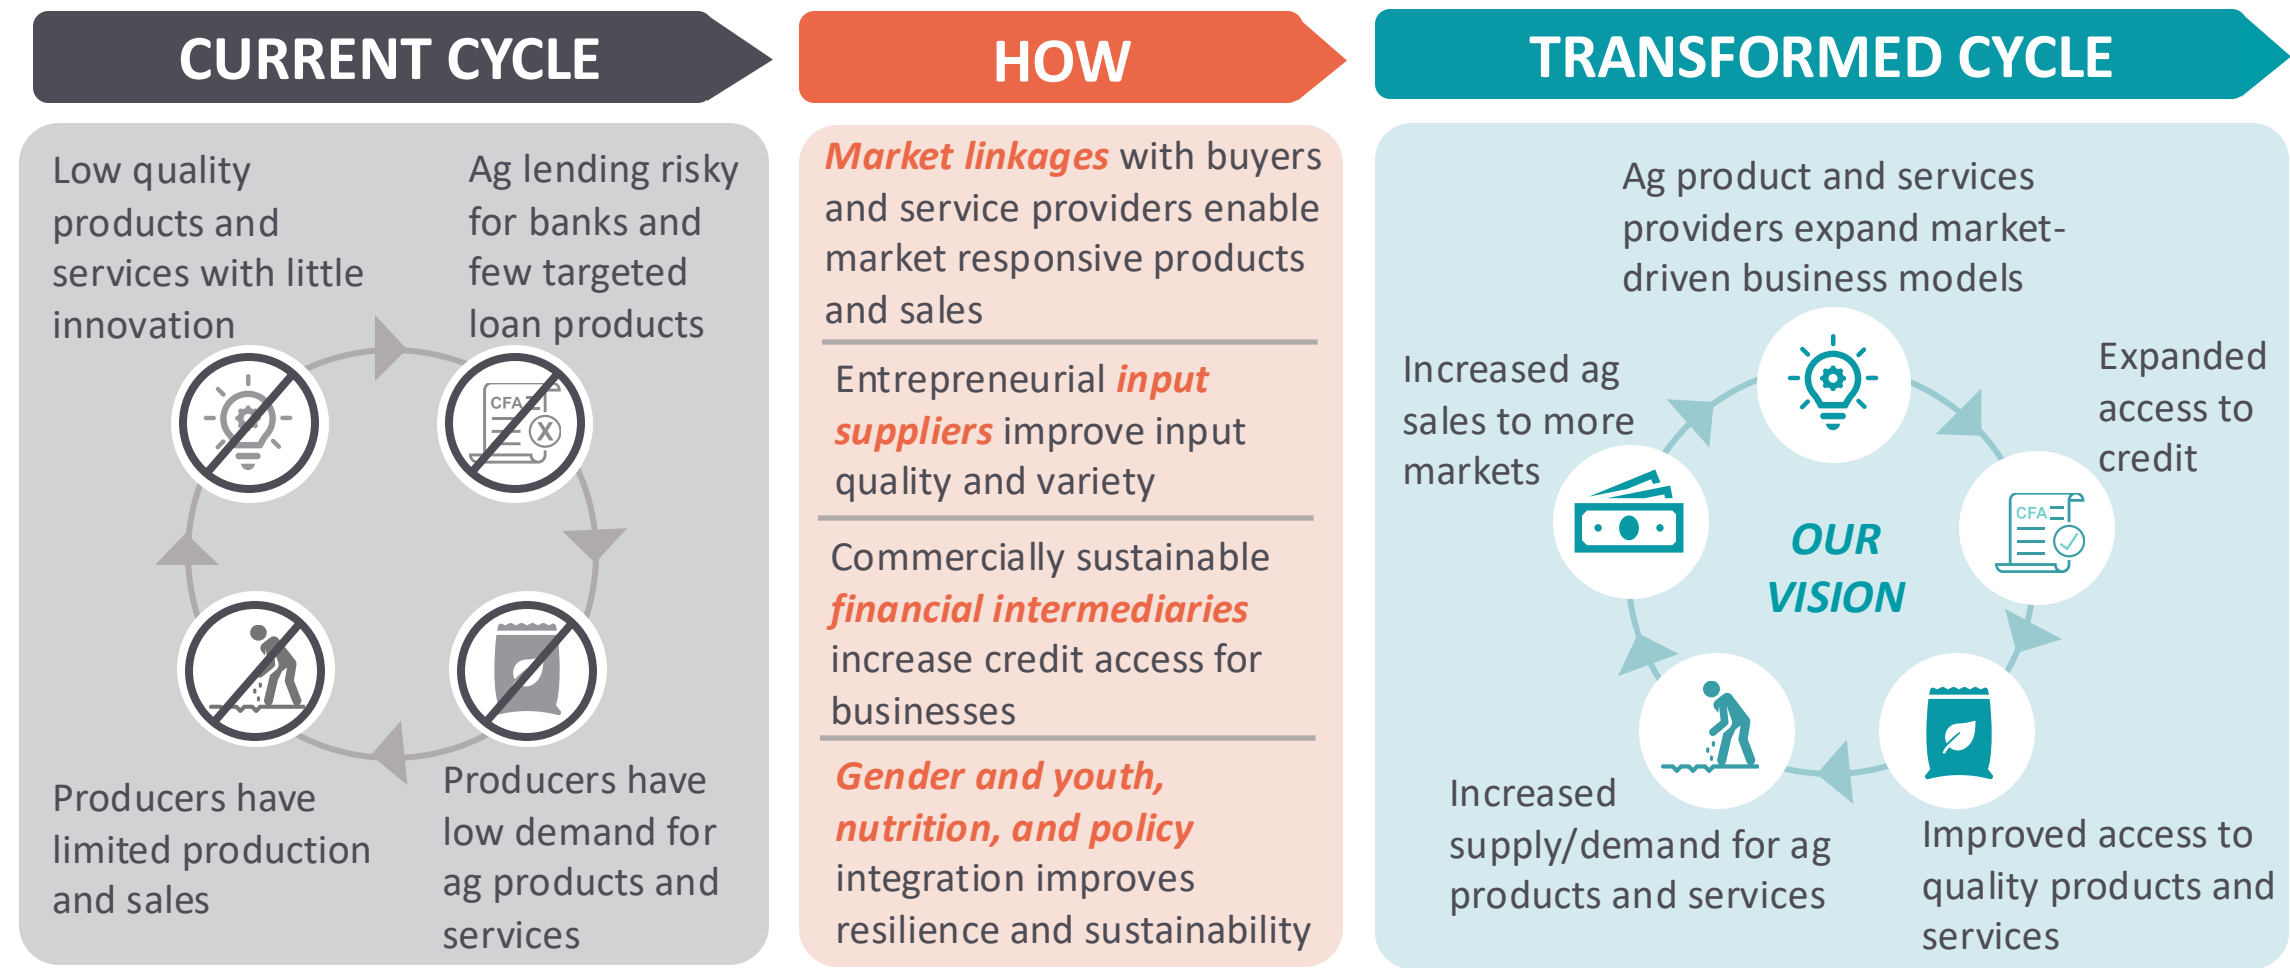 CURRENT CYCLE
Low quality
products and
services with little
innovation
Ag lending risky
for banks and
few targeted
loan products
CFA
X
Producers have
limited production
and sales
Producers have
low demand for
ag products and
services
HOW
Market linkages with buyers
and service providers enable
market responsive products
and sales
Entrepreneurial input
suppliers improve input
quality and variety
Commercially sustainable
financial intermediaries
increase credit access for
businesses
Gender and youth,
nutrition, and policy
integration improves
resilience and sustainability
TRANSFORMED CYCLE
Ag product and services
providers expand market-
driven business models
Increased ag
sales to more
markets
Expanded
access to
credit
CFA
OUR
VISION
Increased
supply/demand for ag
products and services
Improved access to
quality products and
services